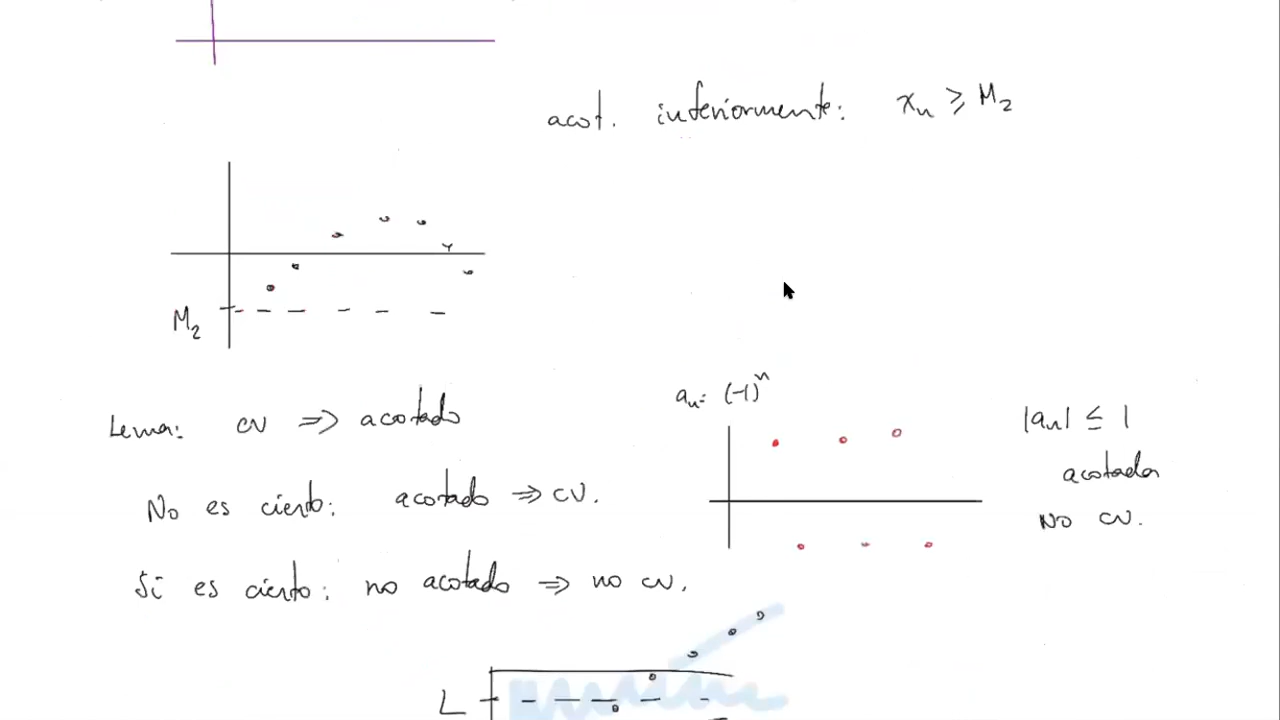 acot. inferiormente: xₙ ≥ M₂
M₂
Lema: cv ⇒ acotado
No es cierto: acotado ⇒ cv.
Si es cierto: no acotado ⇒ no cv.
aₙ = (-1)ⁿ
|aₙ| ≤ 1
acotada
NO cv.
L